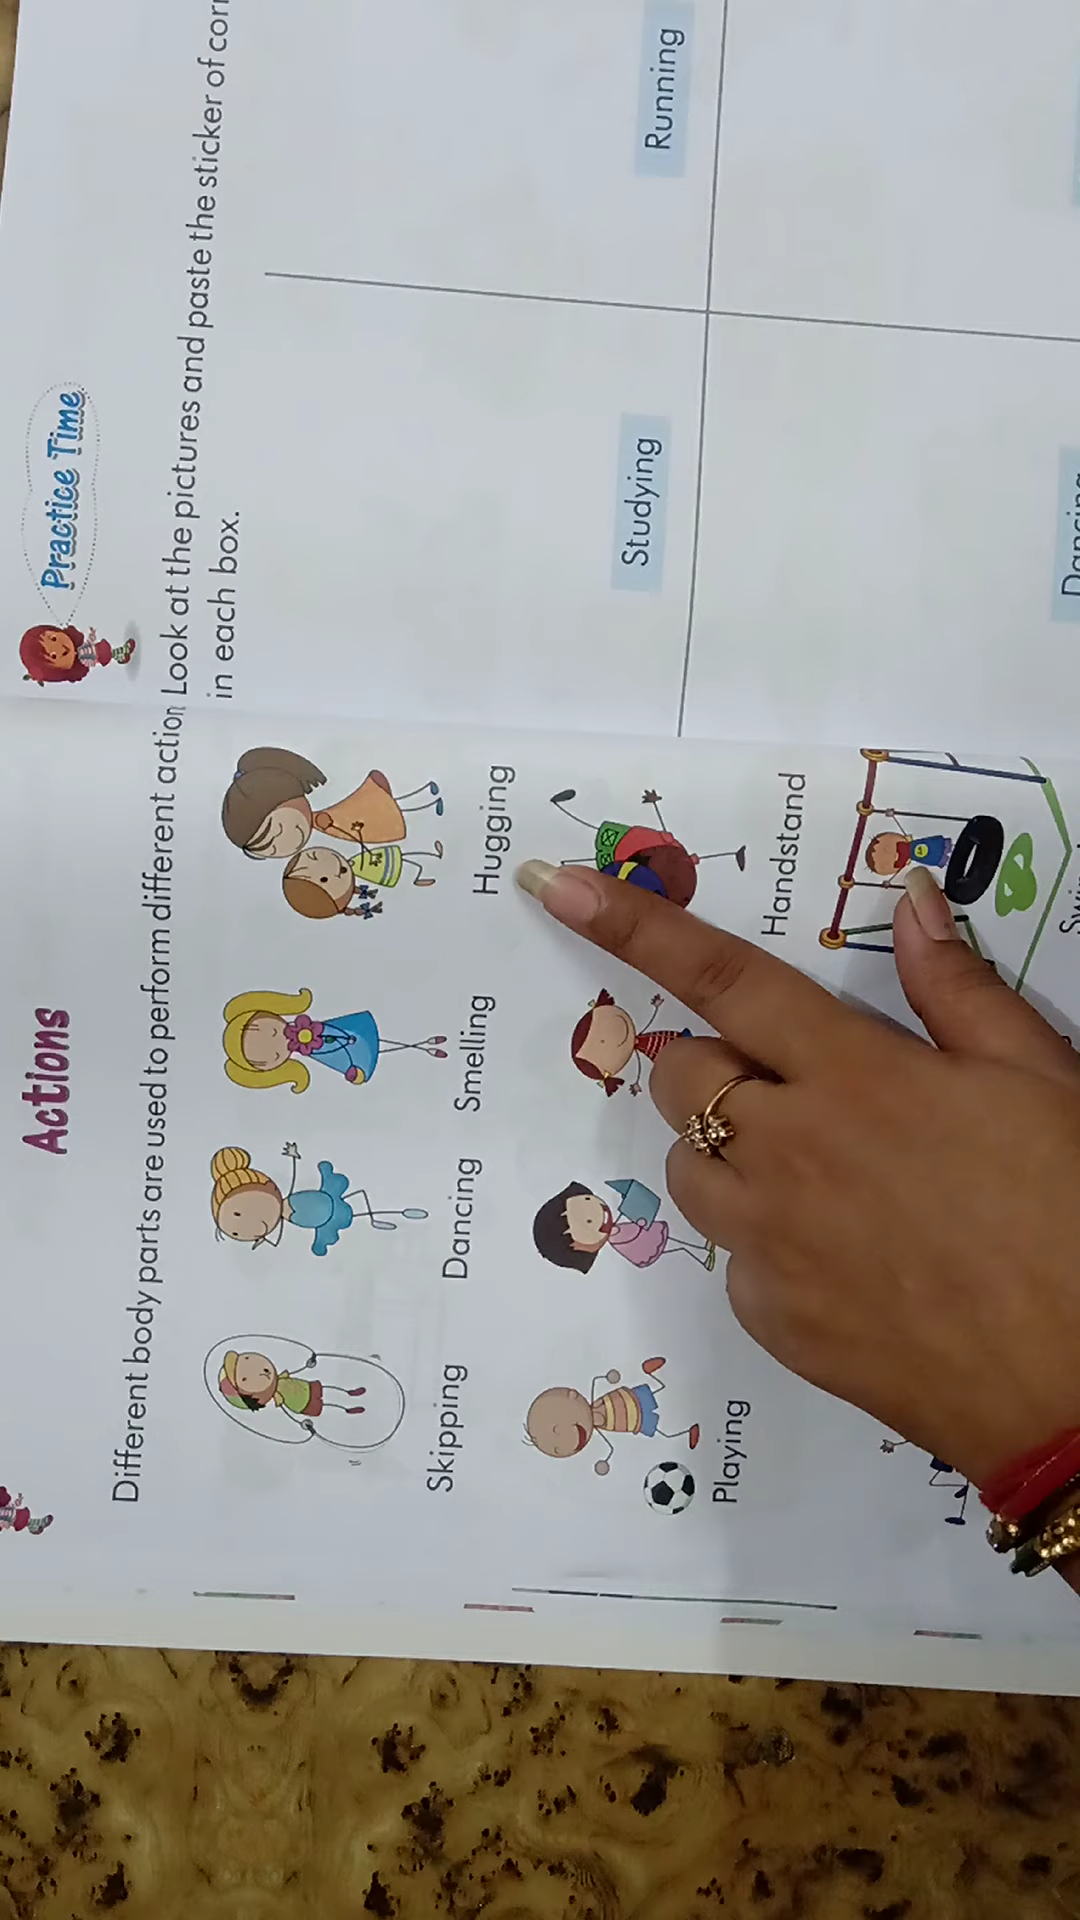 Actions
Different body parts are used to perform different action
Skipping Dancing Smelling Hugging
Playing Handstand
Practice Time
Look at the pictures and paste the sticker of
in each box.
Studying Running
Dancing